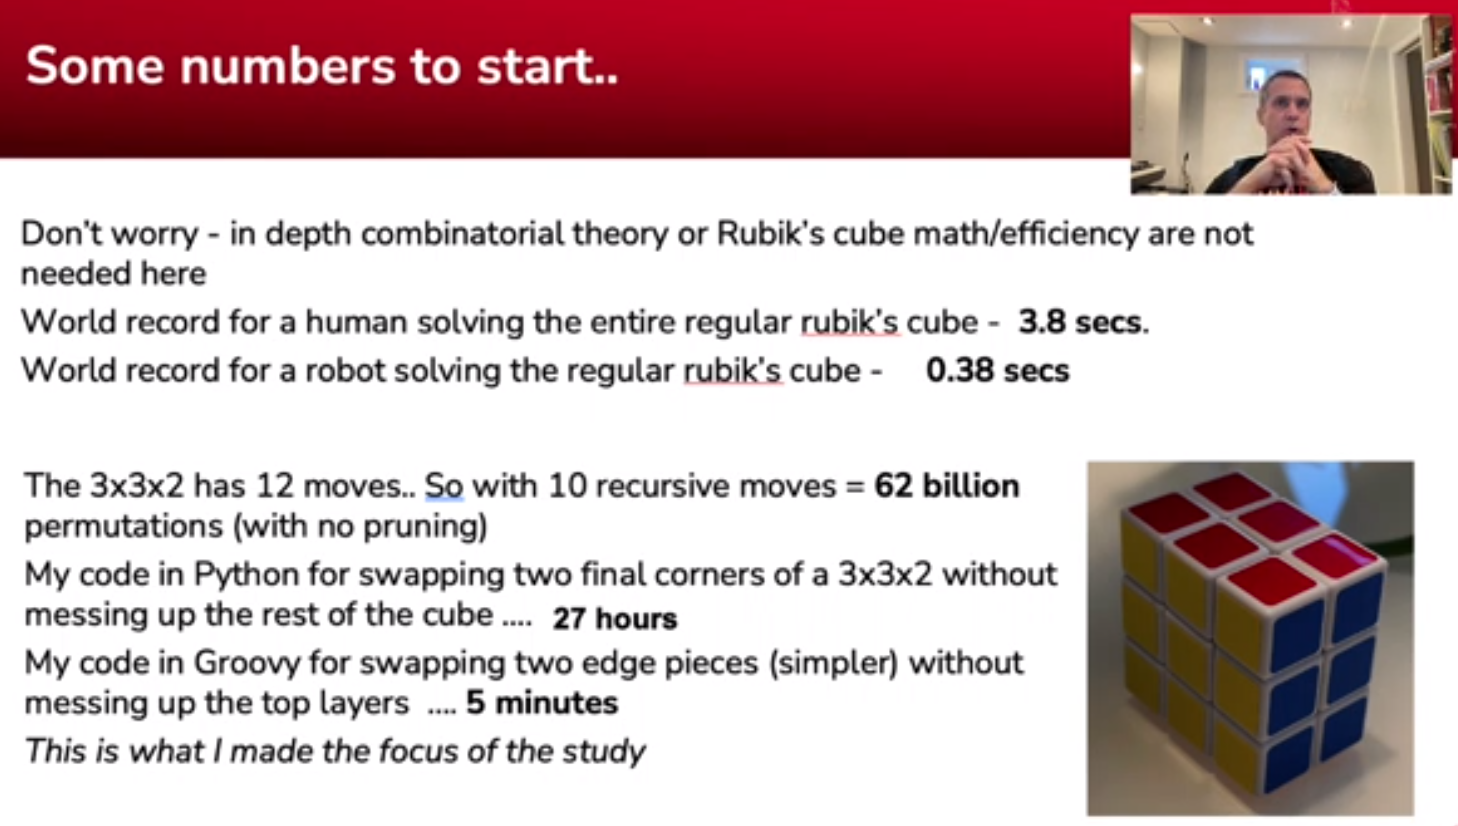 Some numbers to start..
Don't worry - in depth combinatorial theory or Rubik's cube math/efficiency are not
needed here
World record for a human solving the entire regular rubik's cube - 3.8 secs.
World record for a robot solving the regular rubik's cube - 0.38 secs
The 3x3x2 has 12 moves.. So with 10 recursive moves = 62 billion
permutations (with no pruning)
My code in Python for swapping two final corners of a 3x3x2 without
messing up the rest of the cube .... 27 hours
My code in Groovy for swapping two edge pieces (simpler) without
messing up the top layers .... 5 minutes
This is what I made the focus of the study